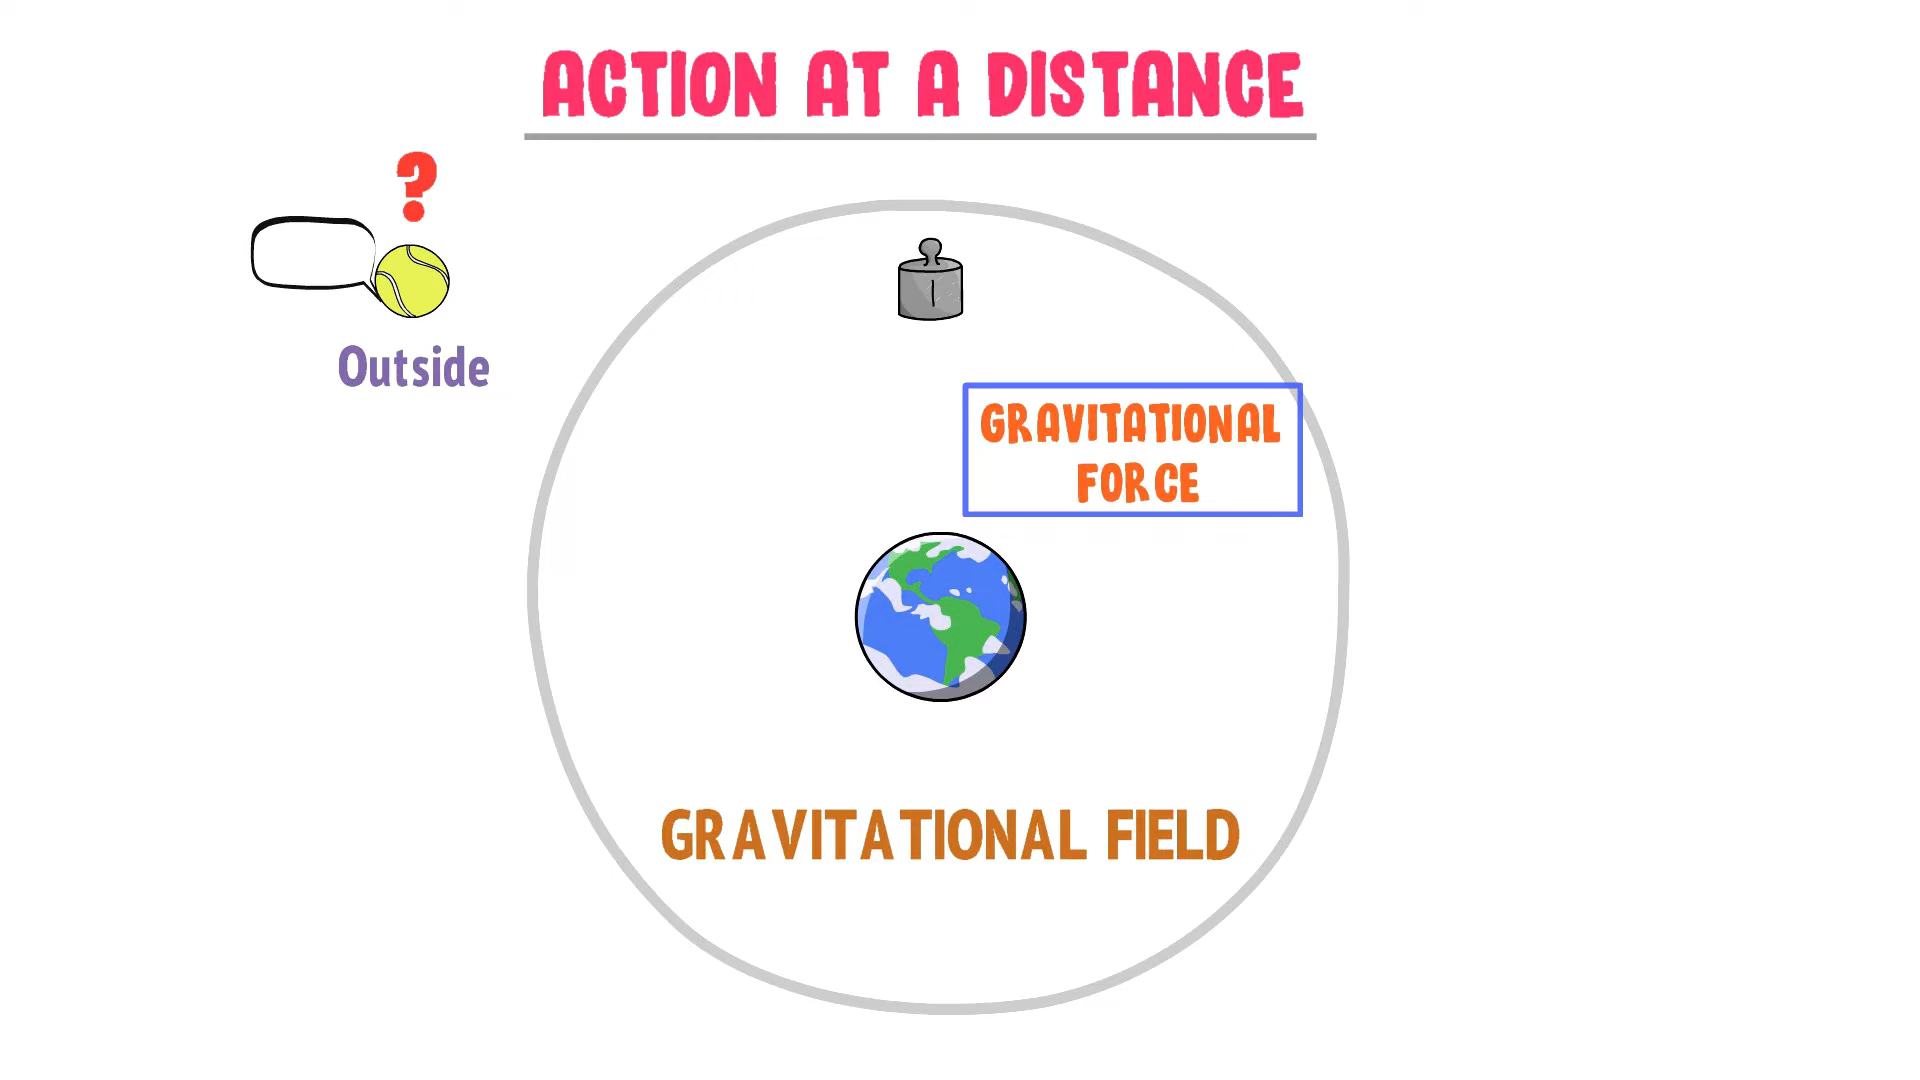 ACTION AT A DISTANCE
?
Outside
GRAVITATIONAL
FORCE
GRAVITATIONAL FIELD